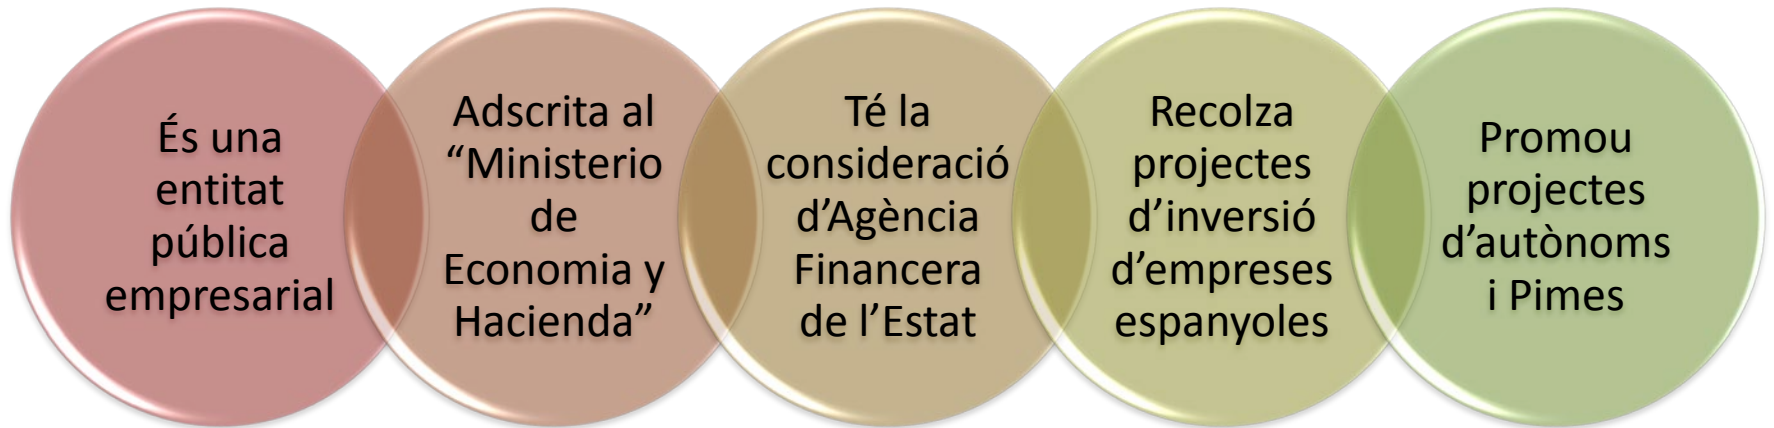 És una
entitat
pública
empresarial
Adscrita al
“Ministerio
de
Economia y
Hacienda”
Té la
consideració
d’Agència
Financera
de l’Estat
Recolza
projectes
d’inversió
d’empreses
espanyoles
Promou
projectes
d’autònoms
i Pimes